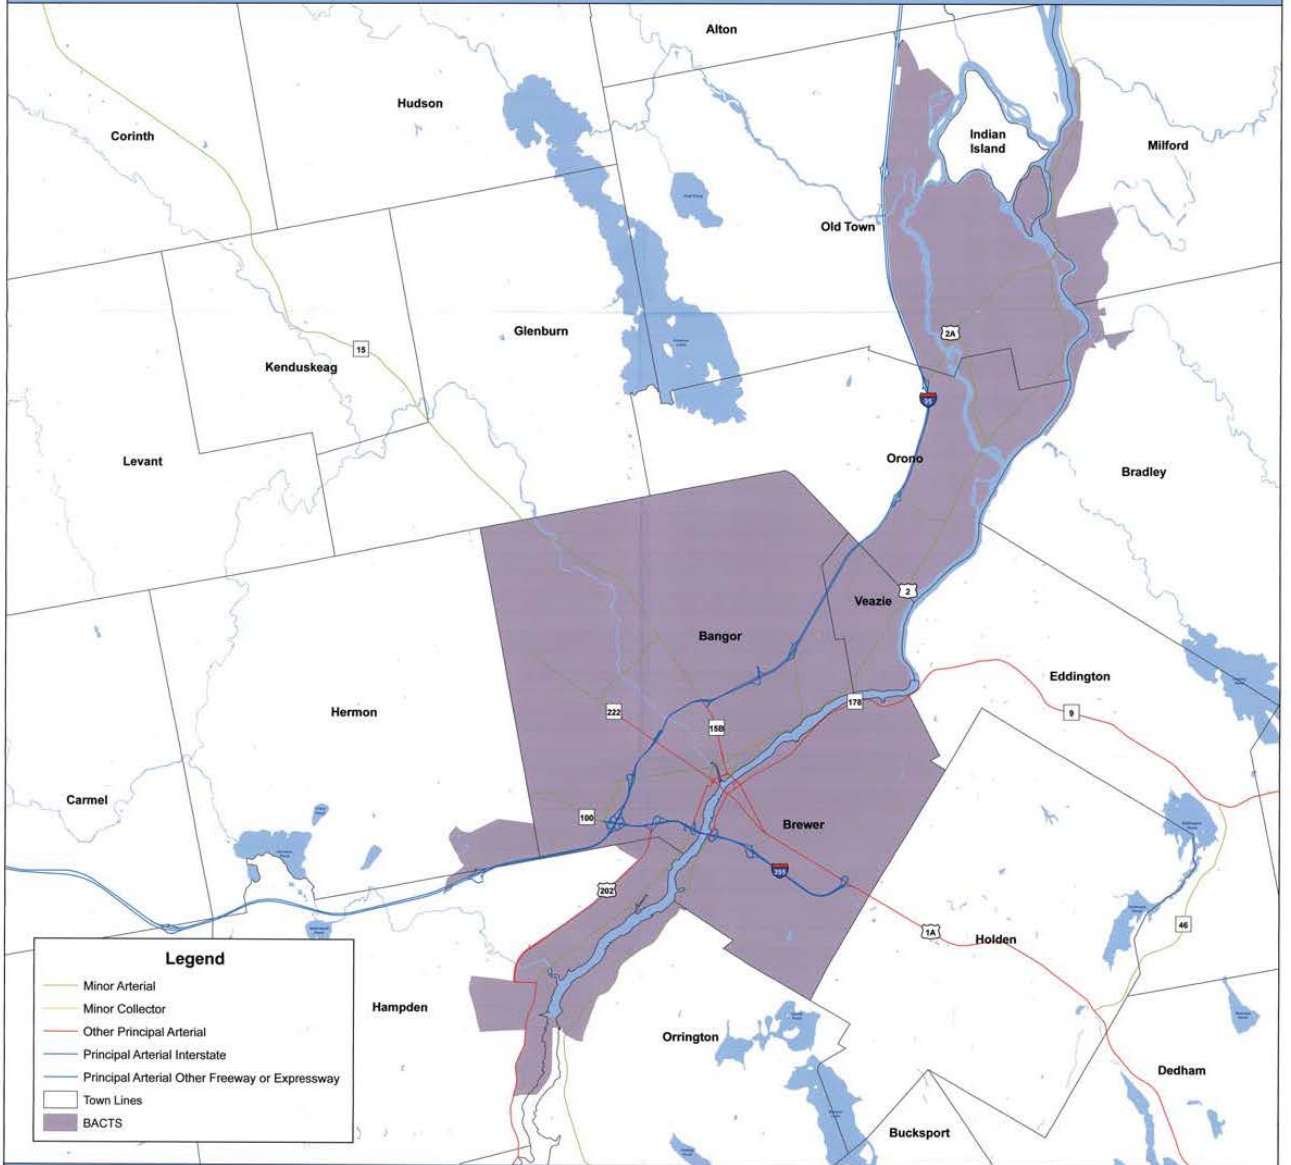 Alton
Hudson
Corinth
Indian
Island
Milford
Old Town
Glenburn
2A
15
Kenduskeag
95
Orono
Levant
Bradley
2
Veazie
Bangor
Eddington
178
222
9
Hermon
15B
Carmel
100
Brewer
395
202
46
1A
Holden
Legend
Minor Arterial
Minor Collector
Other Principal Arterial
Principal Arterial Interstate
Principal Arterial Other Freeway or Expressway
Town Lines
BACTS
Hampden
Orrington
Dedham
Bucksport